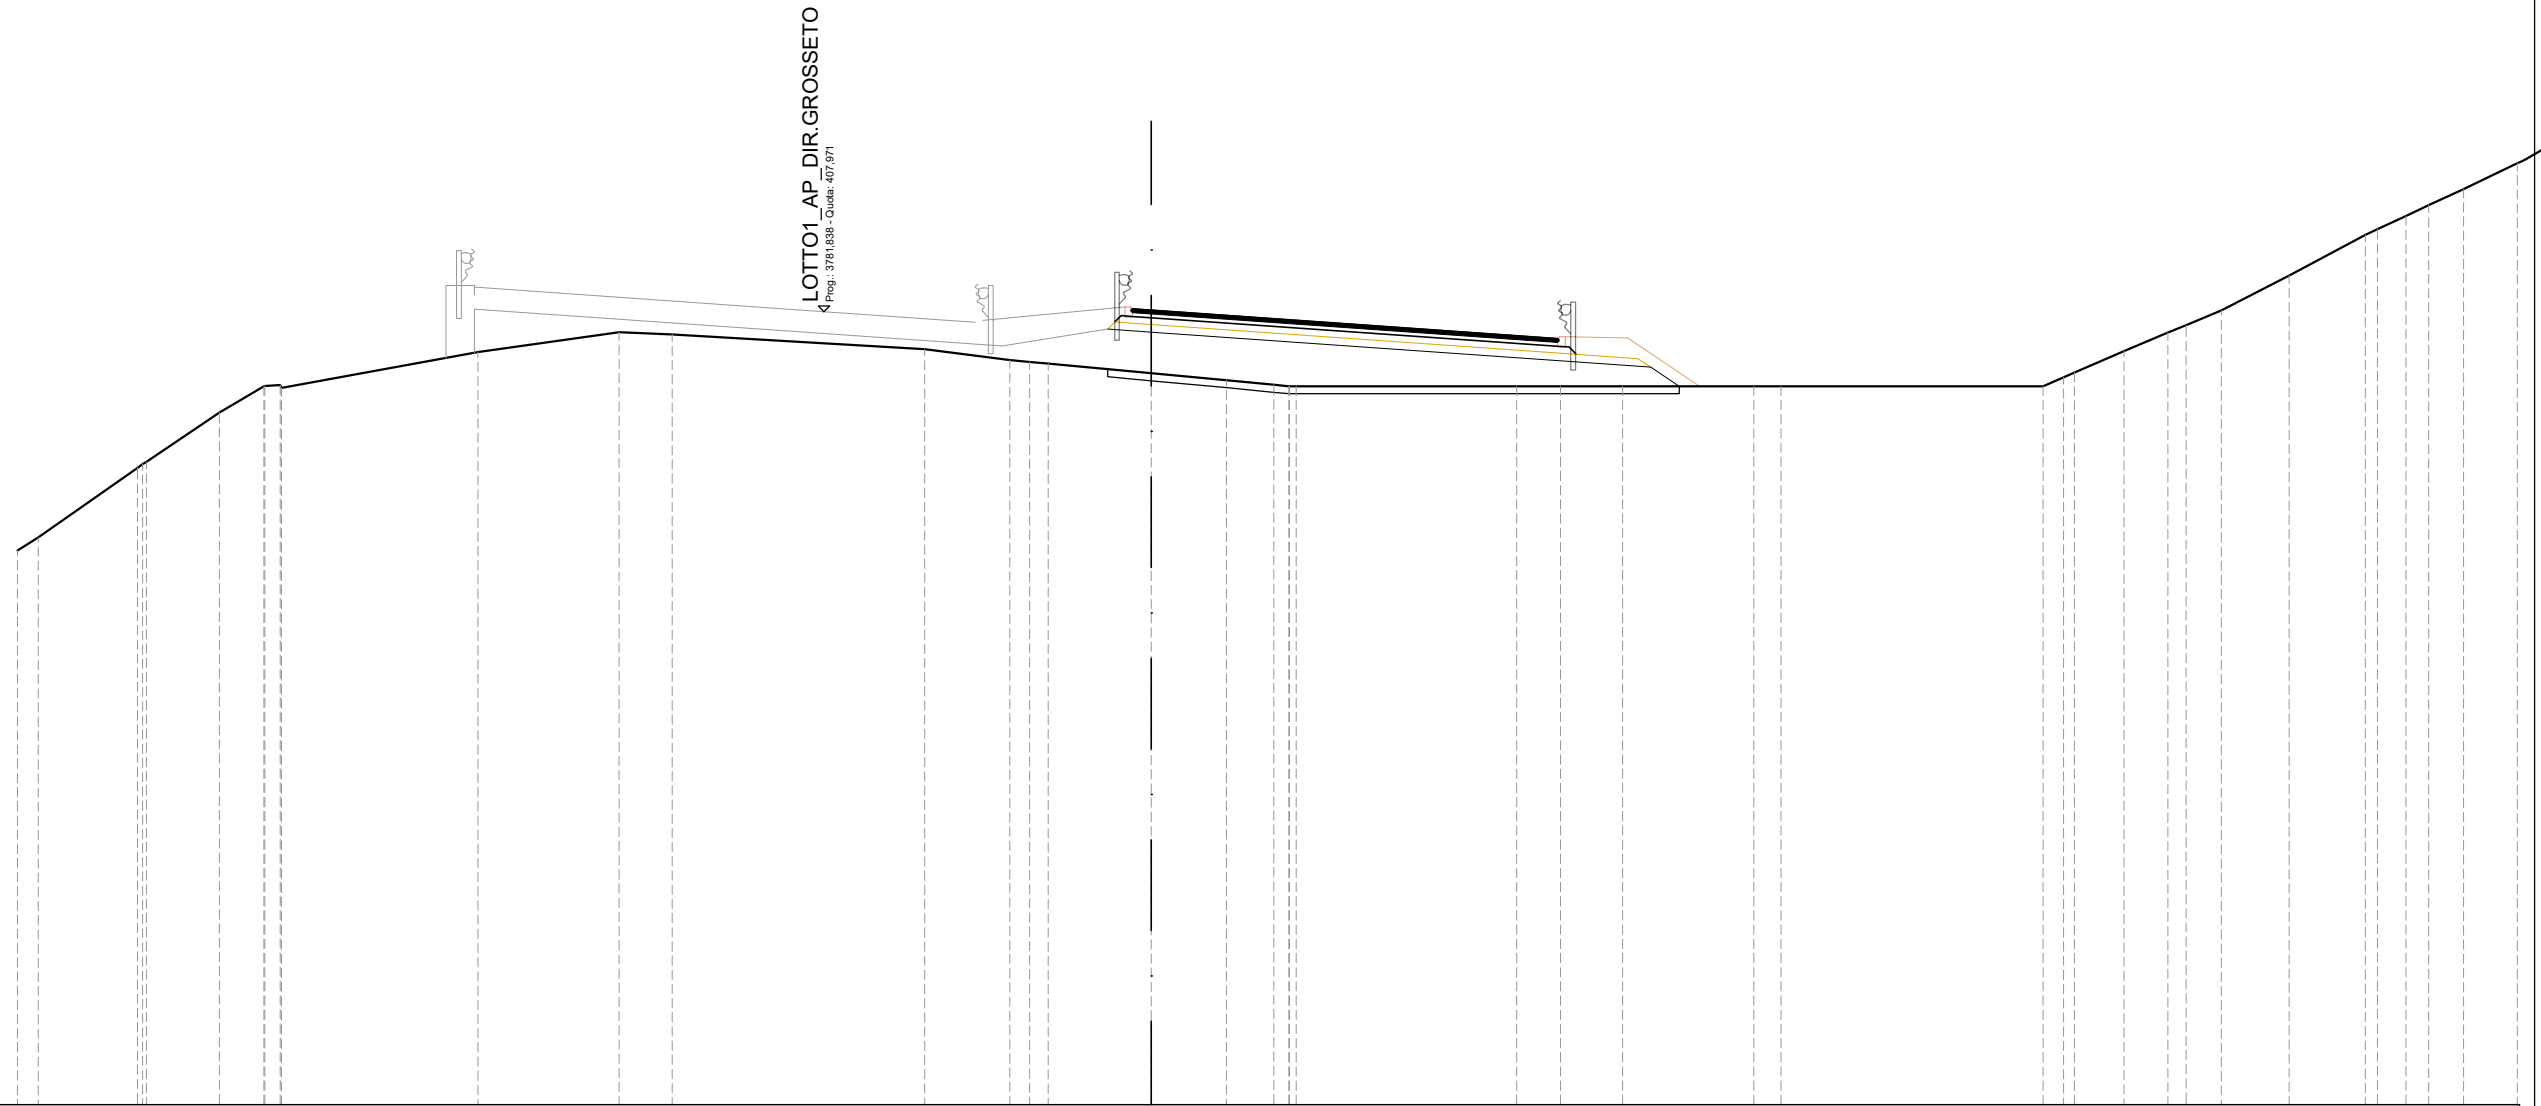 LOTTO1_AP_DIR.GROSSETO
Prog.: 3781,838 - Quota: 407,971